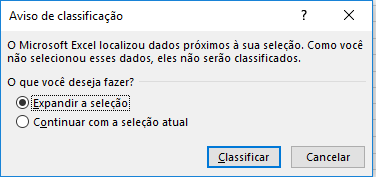 Aviso de classificação
? ×
O Microsoft Excel localizou dados próximos à sua seleção. Como você
não selecionou esses dados, eles não serão classificados.
O que você deseja fazer?
Expandir a seleção
Continuar com a seleção atual
Classificar Cancelar